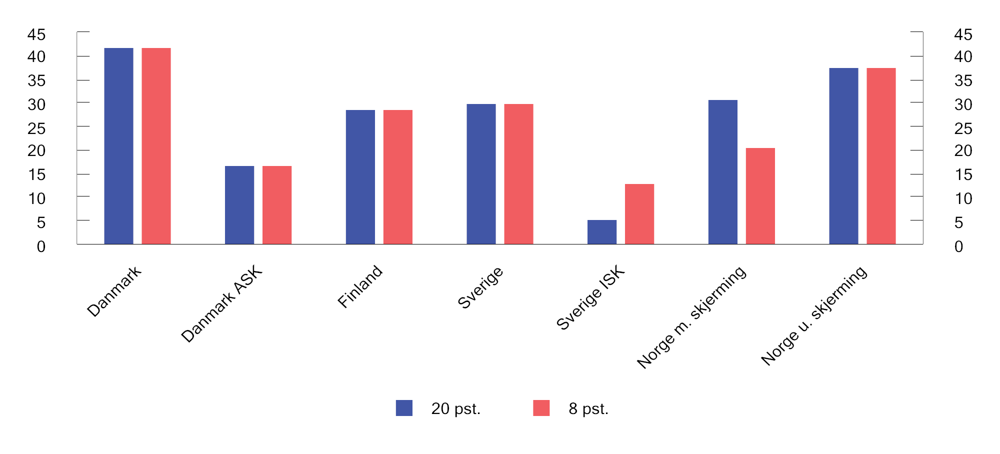 45 45
40 40
35 35
30 30
25 25
20 20
15 15
10 10
5 5
0 0
Danmark
Danmark ASK
Finland
Sverige
Sverige ISK
Norge m. skjerming
Norge u. skjerming
20 pst. 8 pst.